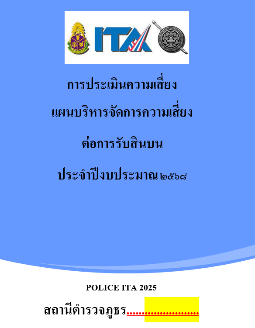 ITA
การประเมินความเสี่ยง
แผนบริหารจัดการความเสี่ยง
ต่อการรับสินบน
ประจำปีงบประมาณ ๒๕๖๘
POLICE ITA 2025
สถานีตำรวจภูธร........................